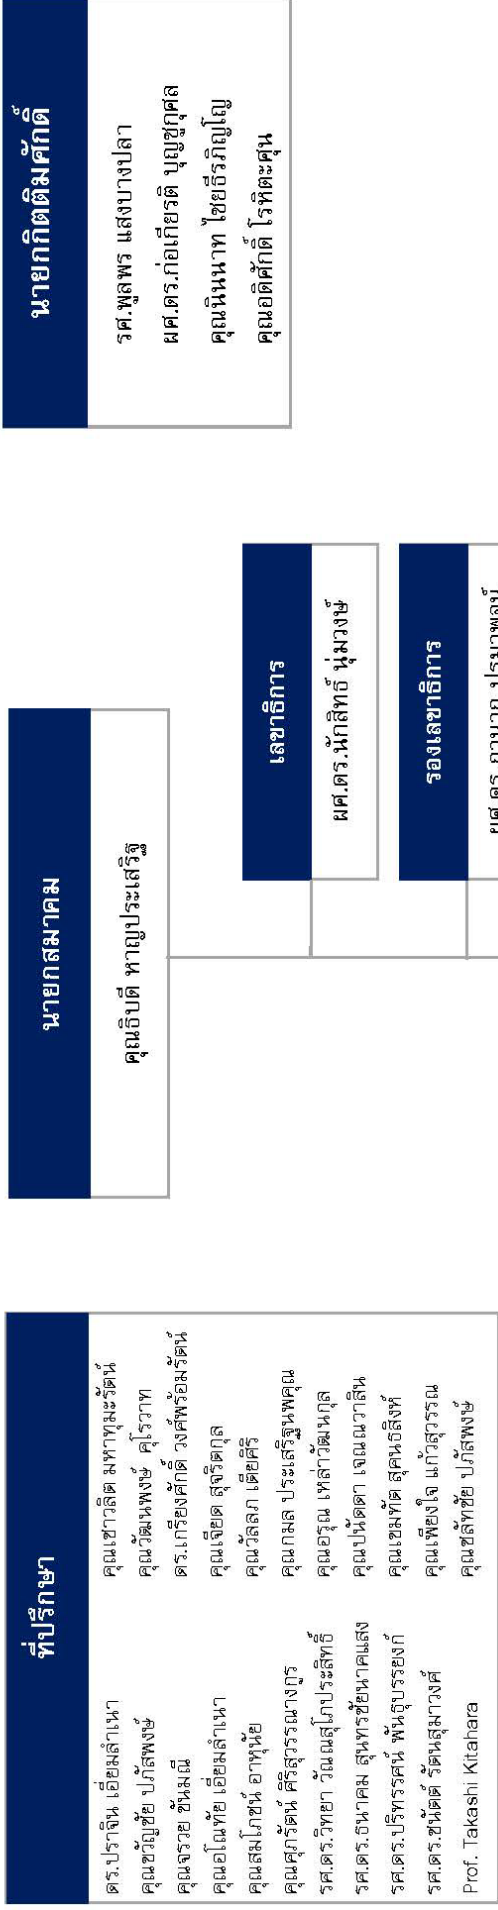 ที่ปรึกษา
ดร.ปราจิน เอี่ยมลำเนา
คุณขวัญชัย ปภัสพงษ์
คุณจรวย ขันมณี
คุณอโณทัย เอี่ยมลำเนา
คุณสมโภชน์ อาหุนัย
คุณศุภรัตน์ ศิริสุวรรณางกูร
รศ.ดร.วิทยา วัณณสุโภประสิทธิ์
รศ.ดร.ธนาคม สุนทรชัยนาคแสง
รศ.ดร.ปริทรรศน์ พันธุบรรยงก์
รศ.ดร.ชนัตต์ รัตนสุมาวงศ์
Prof. Takashi Kitahara
คุณเชาวลิต มหาทุมะรัตน์
คุณวัฒนพงษ์ คุโรวาท
ดร.เกรียงศักดิ์ วงศ์พร้อมรัตน์
คุณเจียด สุจริตกุล
คุณวัลลภ เตียศิริ
คุณกมล ประเสริฐนพคุณ
คุณอรุณ เหล่าวัฒนกุล
คุณปนัดดา เจณณวาสิน
คุณเขมทัต สุคนธสิงห์
คุณเพียงใจ แก้วสุวรรณ
คุณชลัทชัย ปภัสพงษ์
นายกสมาคม
คุณธิบดี หาญประเสริฐ
นายกกิตติมศักดิ์
รศ.พูลพร แสงบางปลา
ผศ.ดร.ก่อเกียรติ บุญชูกุศล
คุณนินนาท ไชยธีรภิญโญ
คุณอดิศักดิ์ โรหิตะศุน
เลขาธิการ
ผศ.ดร.นักสิทธ์ นุ่มวงษ์
รองเลขาธิการ